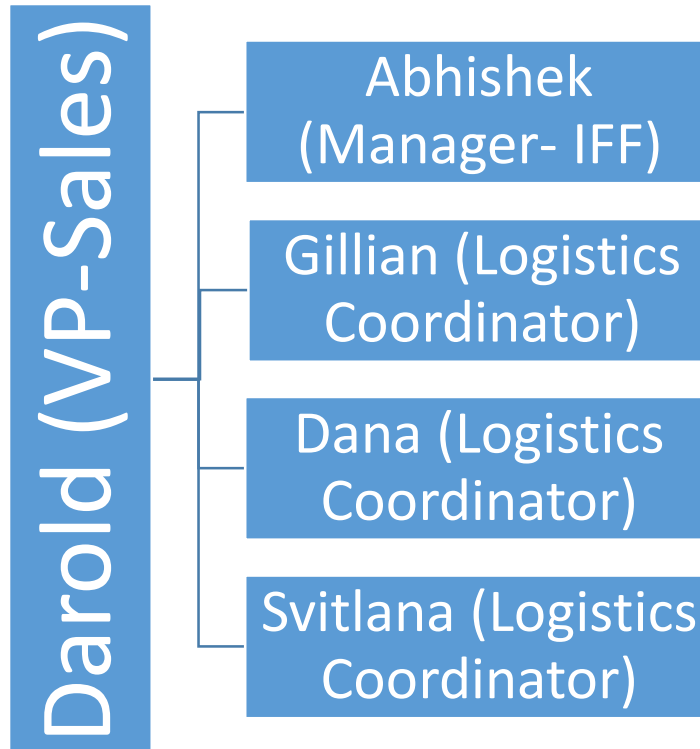 Darold (VP-Sales)
Abhishek
(Manager- IFF)
Gillian (Logistics
Coordinator)
Dana (Logistics
Coordinator)
Svitlana (Logistics
Coordinator)